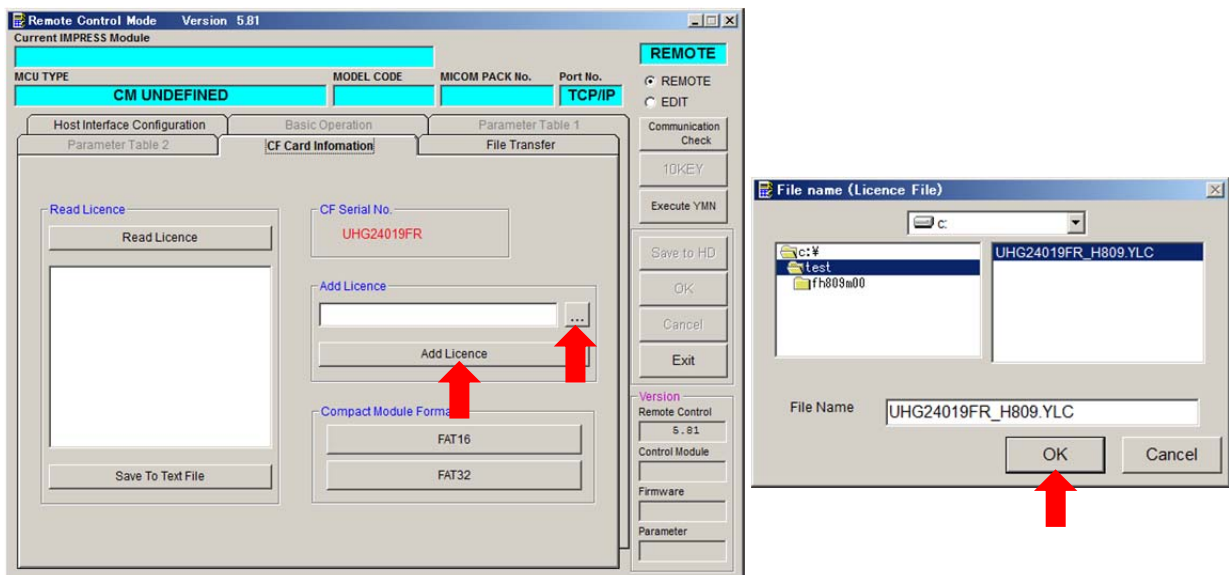 Remote Control Mode Version 5.81
Current IMPRESS Module
REMOTE
MCU TYPE MODEL CODE MICOM PACK No. Port No.
CM UNDEFINED TCP/IP
REMOTE
EDIT
Host Interface Configuration Basic Operation Parameter Table 1
Parameter Table 2 CF Card Infomation File Transfer
Communication
Check
10KEY
Execute YMN
Save to HD
OK
Cancel
Exit
Read Licence
Read Licence
Save To Text File
CF Serial No.
UHG24019FR
Add Licence
...
Add Licence
Compact Module Forma
FAT16
FAT32
Version
Remote Control
5.81
Control Module
Firmware
Parameter
File name (Licence File)
c:
c:¥
test
fh809m00
UHG24019FR_H809.YLC
File Name UHG24019FR_H809.YLC
OK Cancel